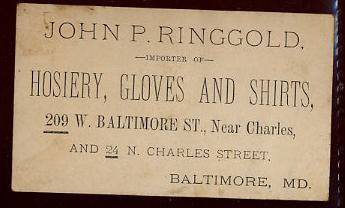 JOHN P. RINGGOLD,
—IMPORTER OF—
HOSIERY, GLOVES AND SHIRTS,
209 W. BALTIMORE ST., Near Charles,
AND 24 N. CHARLES STREET,
BALTIMORE, MD.